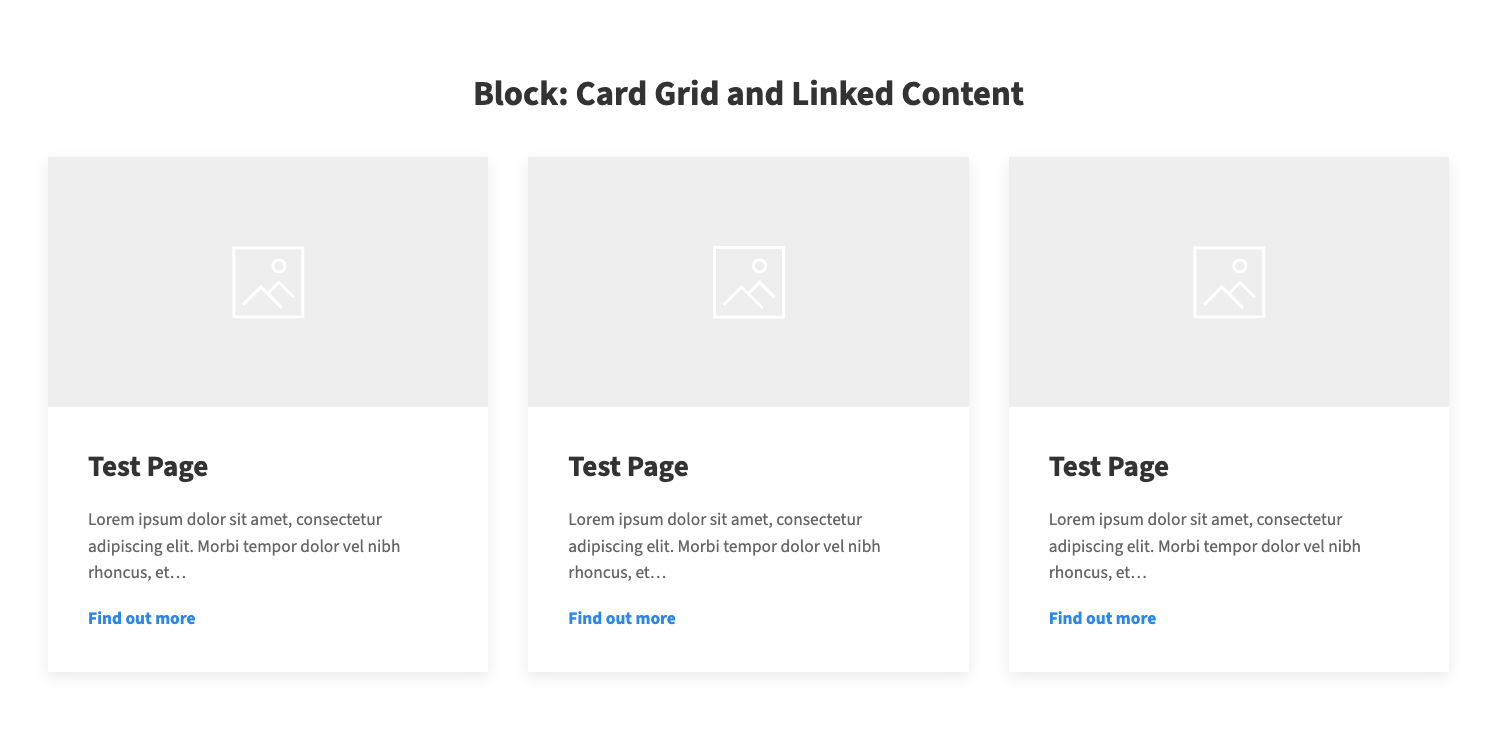 Block: Card Grid and Linked Content
Test Page
Lorem ipsum dolor sit amet, consectetur
adipiscing elit. Morbi tempor dolor vel nibh
rhoncus, et…
Find out more
Test Page
Lorem ipsum dolor sit amet, consectetur
adipiscing elit. Morbi tempor dolor vel nibh
rhoncus, et…
Find out more
Test Page
Lorem ipsum dolor sit amet, consectetur
adipiscing elit. Morbi tempor dolor vel nibh
rhoncus, et…
Find out more